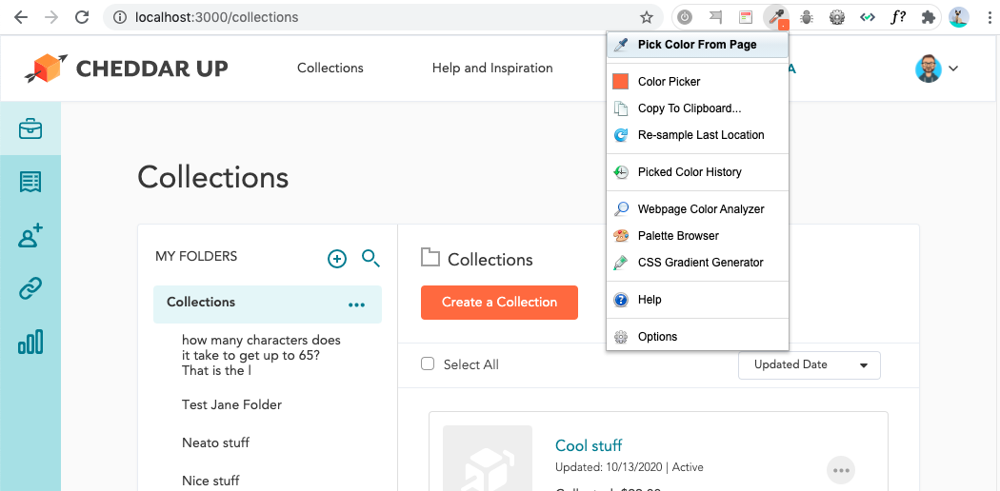 localhost:3000/collections
f?
Pick Color From Page
Color Picker
Copy To Clipboard...
Re-sample Last Location
Picked Color History
Webpage Color Analyzer
Palette Browser
CSS Gradient Generator
Help
Options
CHEDDAR UP
Collections
Help and Inspiration
A
Collections
MY FOLDERS
Collections
how many characters does
it take to get up to 65?
That is the l
Test Jane Folder
Neato stuff
Nice stuff
Collections
Create a Collection
Select All
Updated Date
Cool stuff
Updated: 10/13/2020 | Active